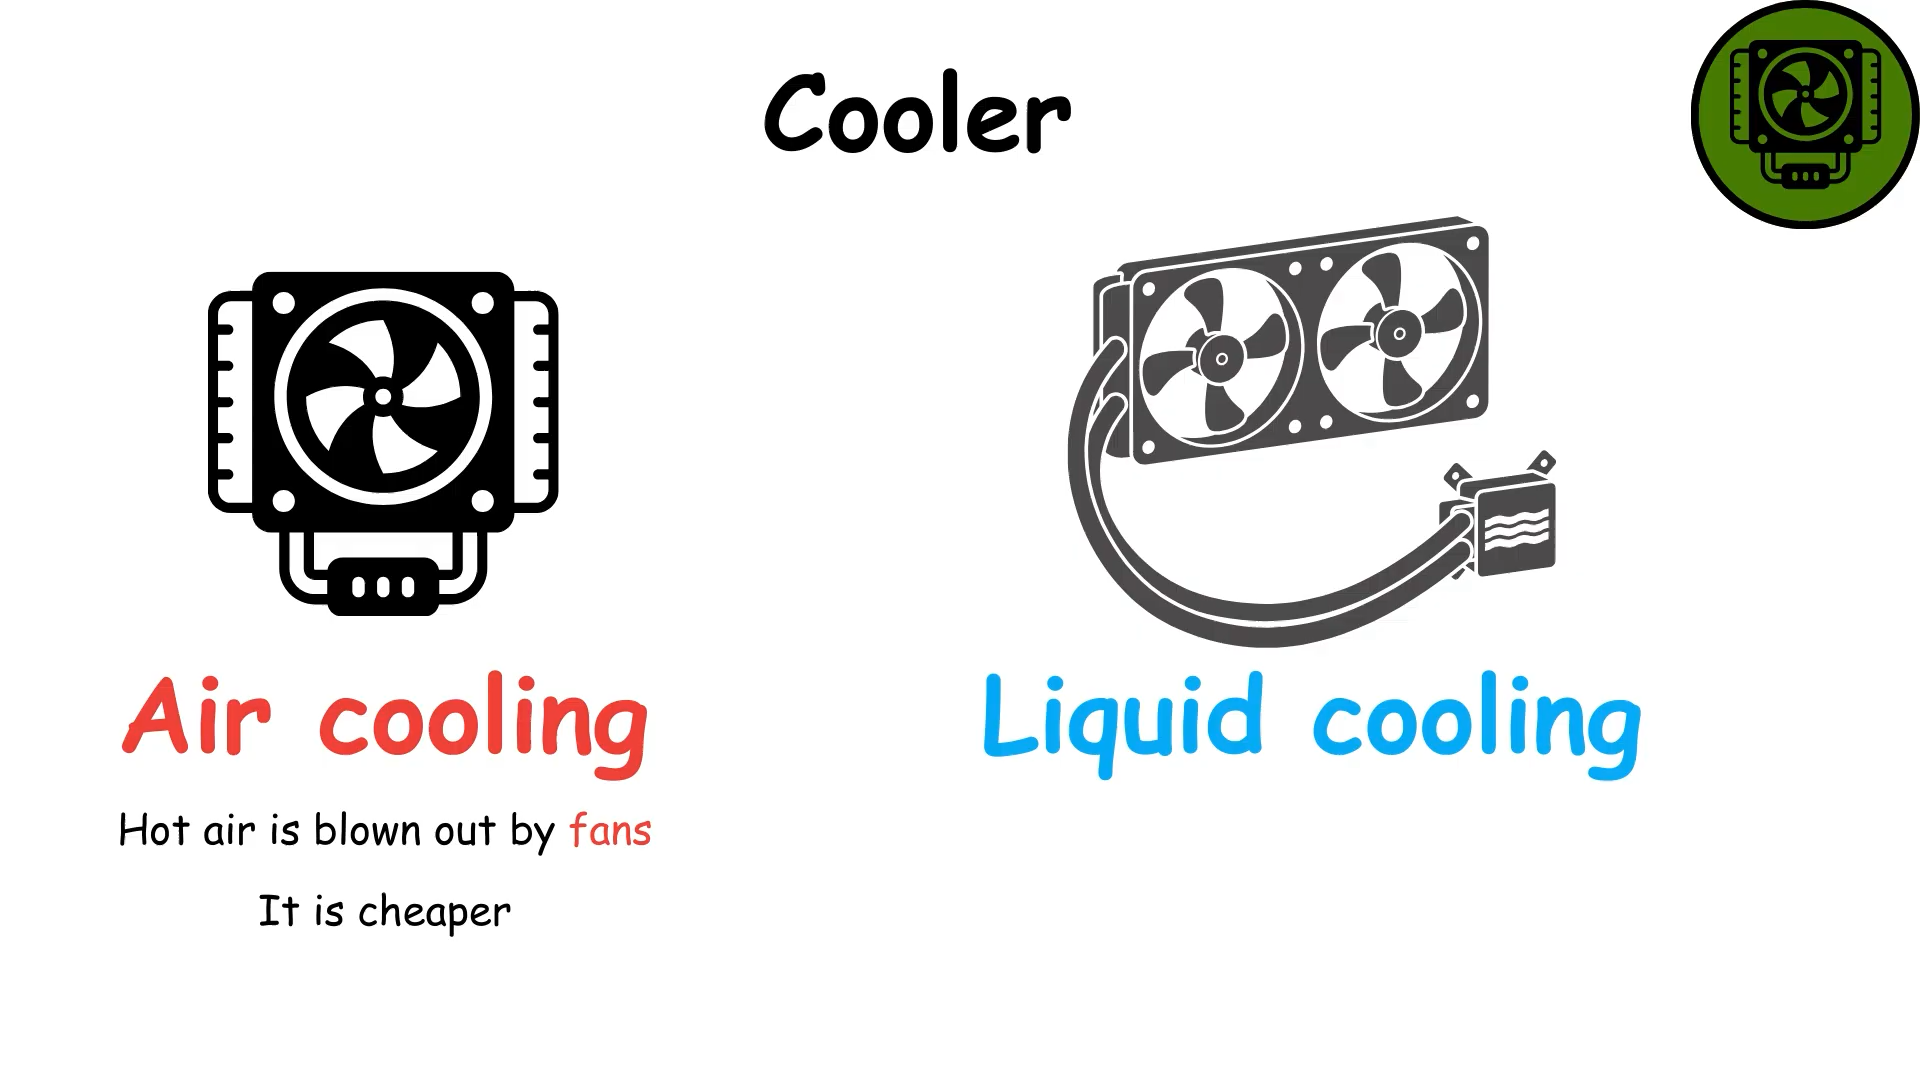 Cooler
Air cooling
Hot air is blown out by fans
It is cheaper
Liquid cooling